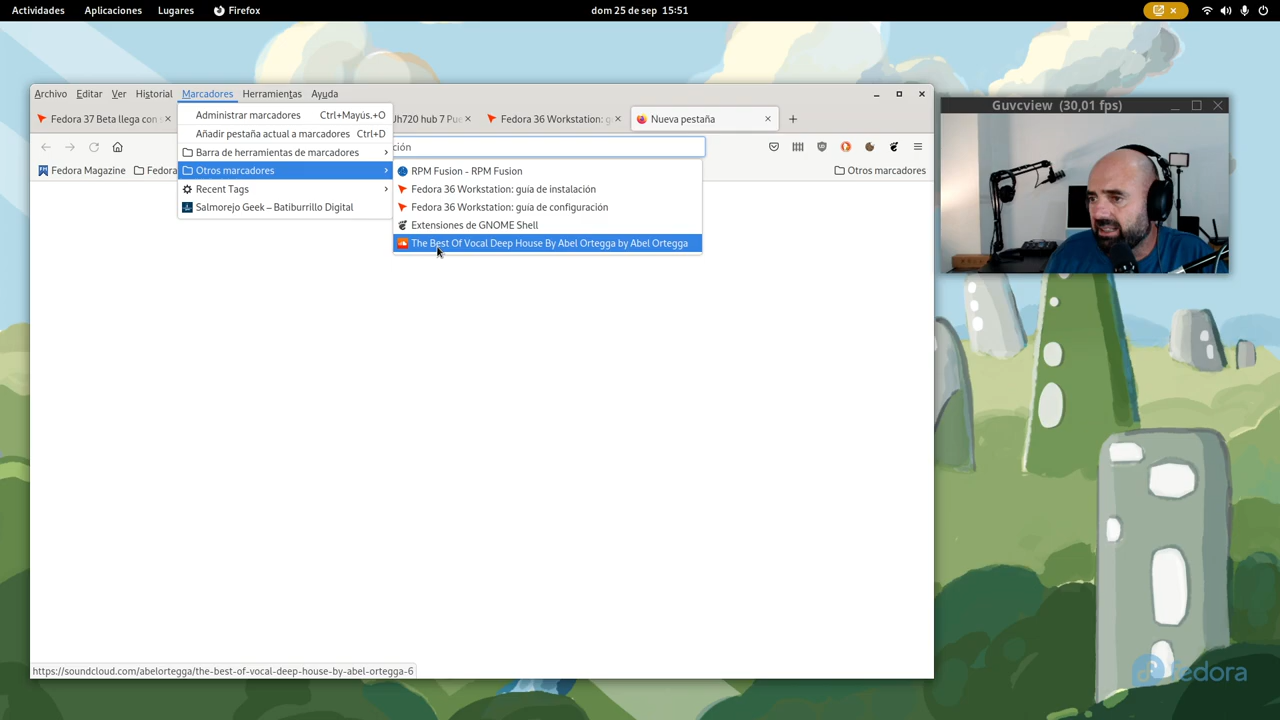 Actividades Aplicaciones Lugares Firefox dom 25 de sep 15:51
Archivo Editar Ver Historial Marcadores Herramientas Ayuda
Guvcview (30,01 fps)
Fedora 37 Beta llega con Jh720 hub 7 Pue Fedora 36 Workstation: g Nueva pestaña
Administrar marcadores Ctrl+Mayús.+O
Añadir pestaña actual a marcadores Ctrl+D
ción
Barra de herramientas de marcadores
Fedora Magazine Fedora Otros marcadores
Otros marcadores
Recent Tags
Salmorejo Geek – Batiburrillo Digital
RPM Fusion - RPM Fusion
Fedora 36 Workstation: guía de instalación
Fedora 36 Workstation: guía de configuración
Extensiones de GNOME Shell
The Best Of Vocal Deep House By Abel Ortegga by Abel Ortegga
https://soundcloud.com/abelortegga/the-best-of-vocal-deep-house-by-abel-ortegga-6
fedora